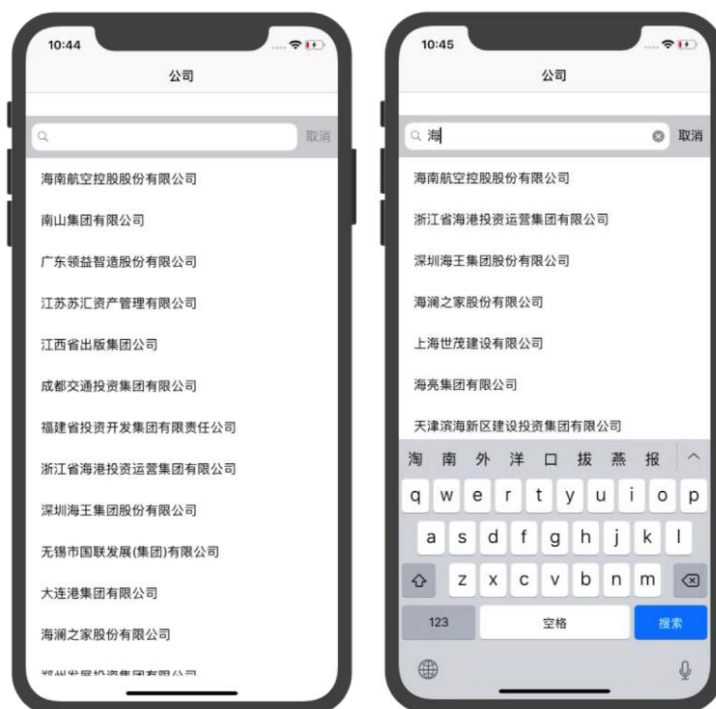 10:44
公司
取消
海南航空控股股份有限公司
南山集团有限公司
广东领益智造股份有限公司
江苏苏汇资产管理有限公司
江西省出版集团公司
成都交通投资集团有限公司
福建省投资开发集团有限责任公司
浙江省海港投资运营集团有限公司
深圳海王集团股份有限公司
无锡市国联发展(集团)有限公司
大连港集团有限公司
海澜之家股份有限公司
郑州发展投资集团有限公司
10:45
公司
海
取消
海南航空控股股份有限公司
浙江省海港投资运营集团有限公司
深圳海王集团股份有限公司
海澜之家股份有限公司
上海世茂建设有限公司
海亮集团有限公司
天津滨海新区建设投资集团有限公司
淘 南 外 洋 口 拔 燕 报
q w e r t y u i o p
a s d f g h j k l
z x c v b n m
123 空格 搜索